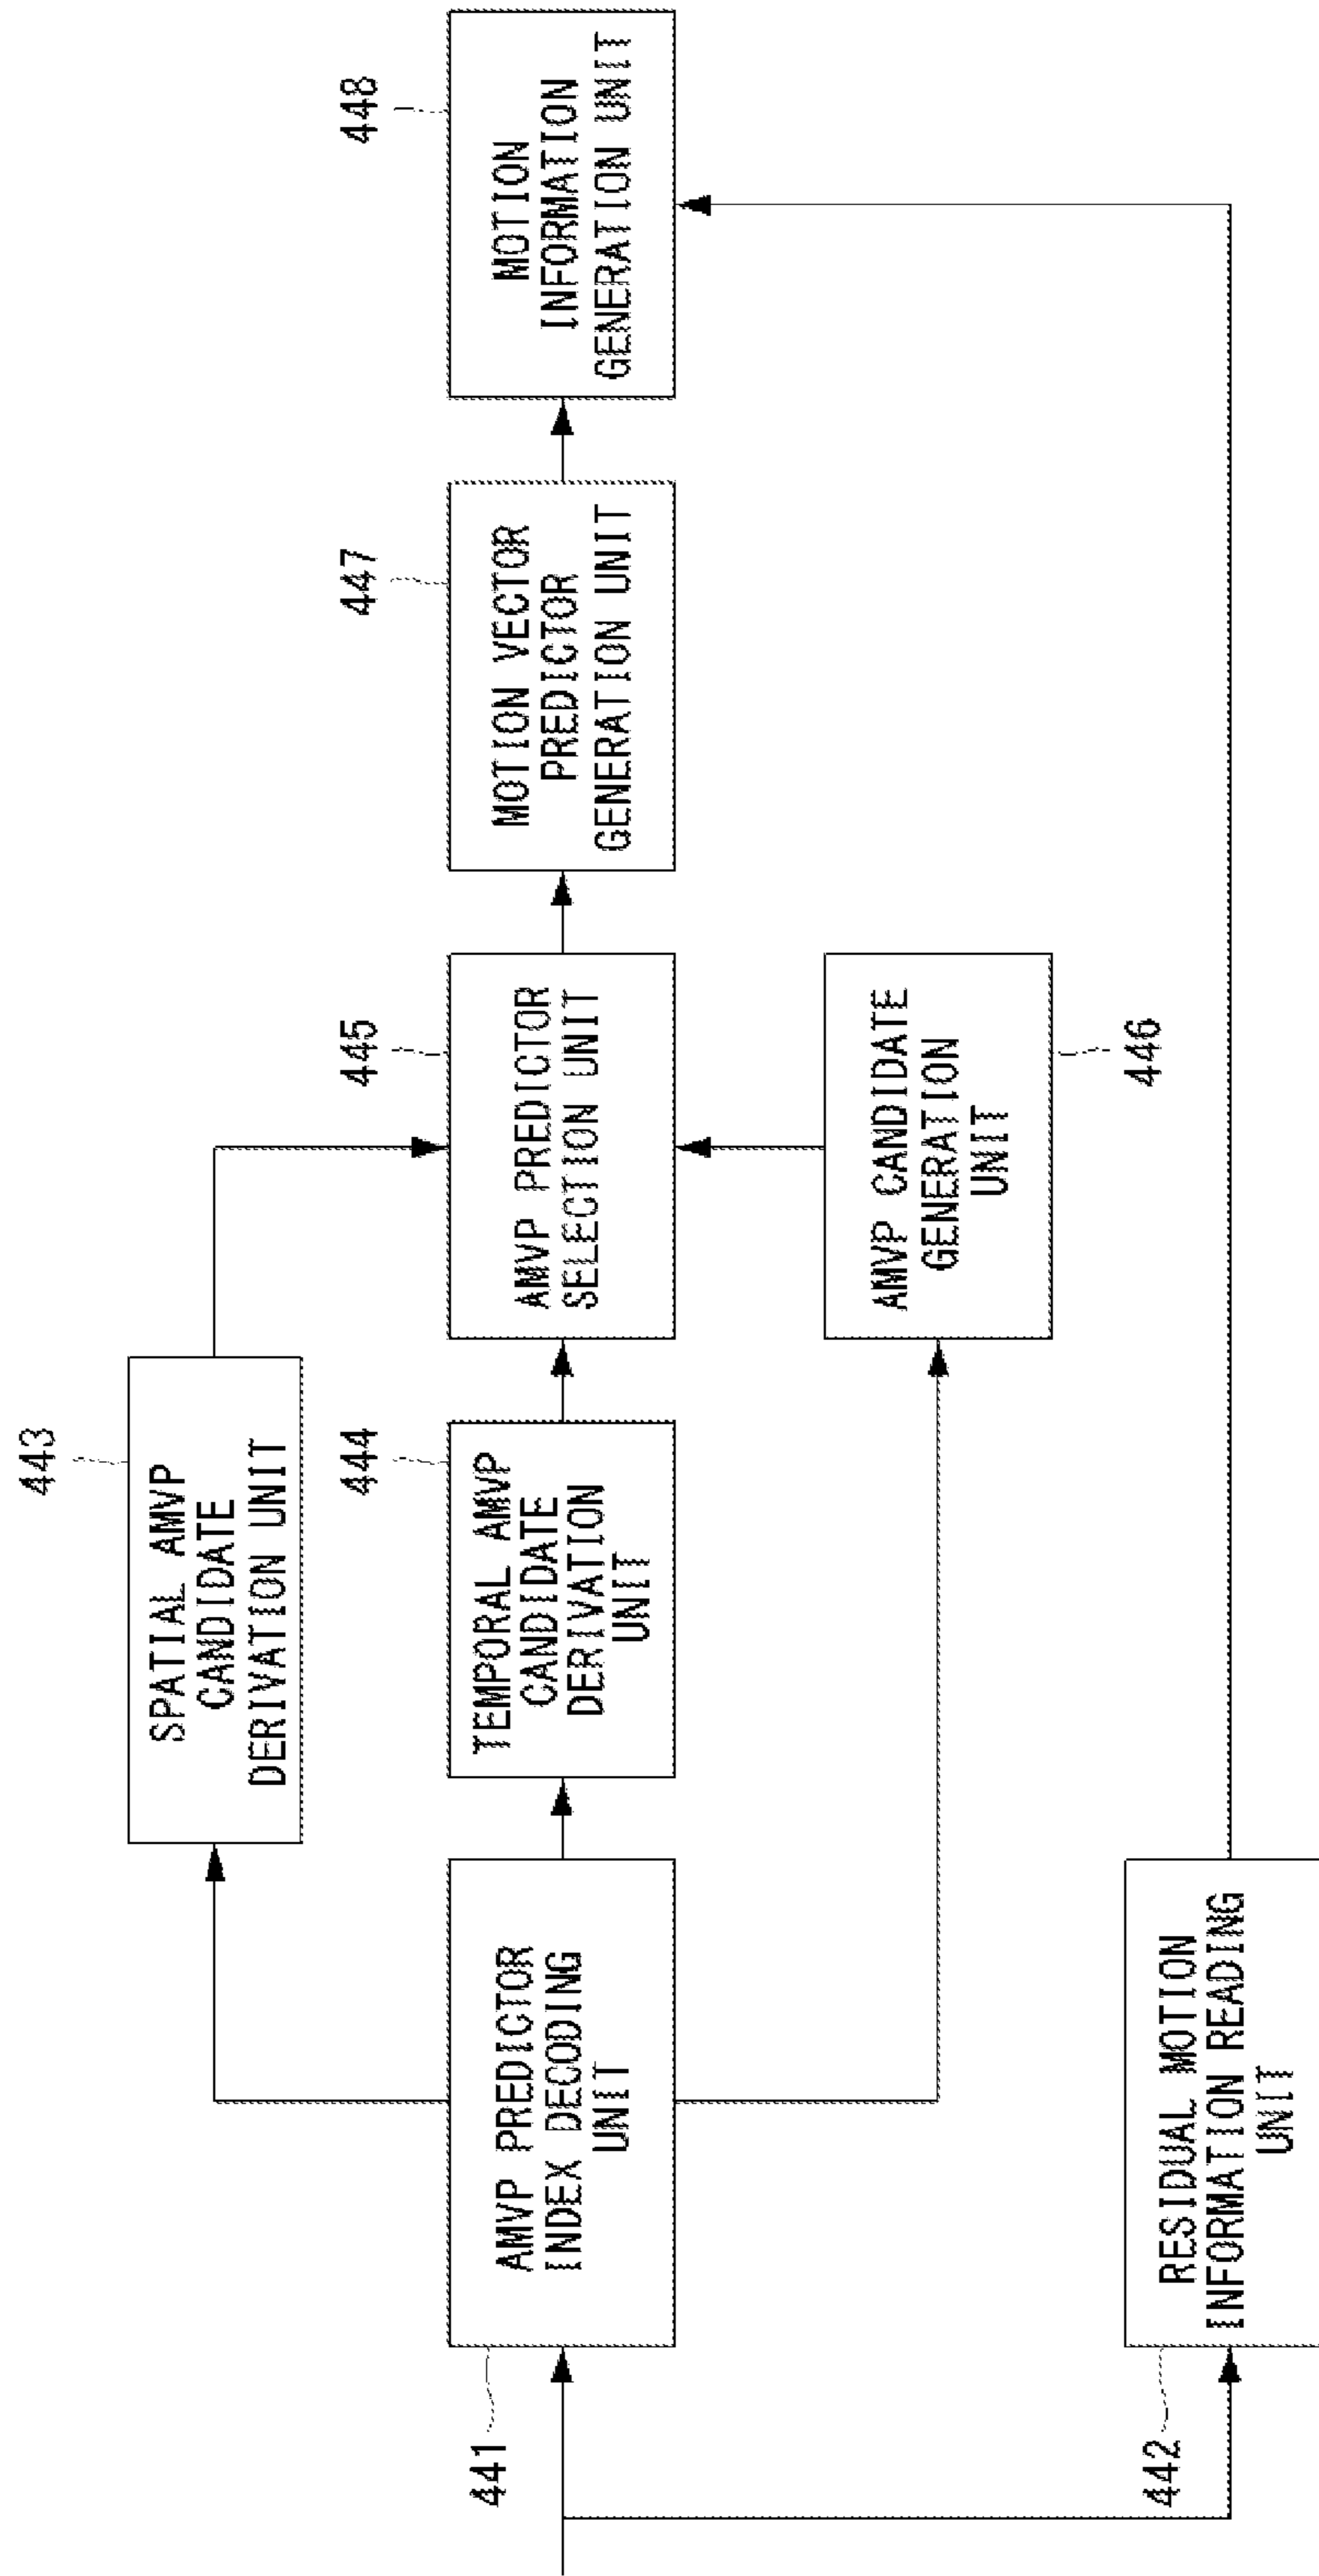 443
SPATIAL AMVP
CANDIDATE
DERIVATION UNIT
441
AMVP PREDICTOR
INDEX DECODING
UNIT
444
TEMPORAL AMVP
CANDIDATE
DERIVATION
UNIT
445
AMVP PREDICTOR
SELECTION UNIT
447
MOTION VECTOR
PREDICTOR
GENERATION UNIT
448
MOTION
INFORMATION
GENERATION UNIT
AMVP CANDIDATE
GENERATION
UNIT
446
442
RESIDUAL MOTION
INFORMATION READING
UNIT